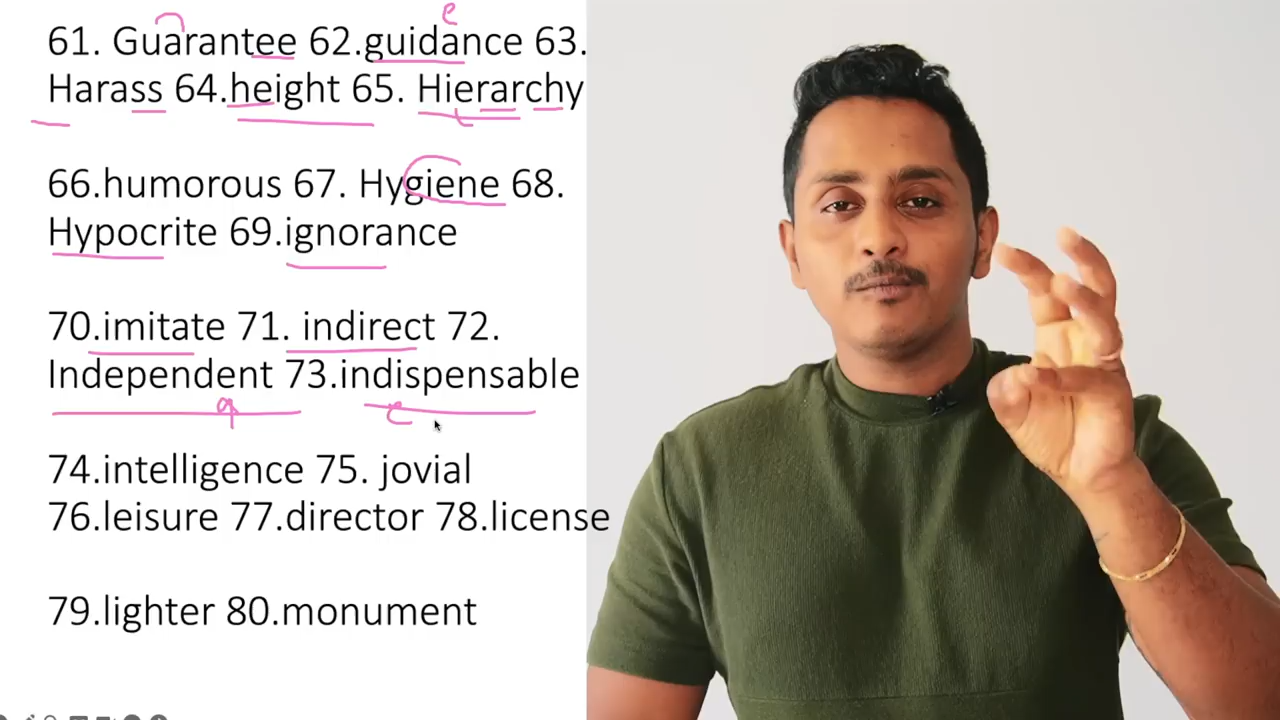 61. Guarantee 62.guidance 63.
Harass 64.height 65. Hierarchy
66.humorous 67. Hygiene 68.
Hypocrite 69.ignorance
70.imitate 71. indirect 72.
Independent 73.indispensable
74.intelligence 75. jovial
76.leisure 77.director 78.license
79.lighter 80.monument